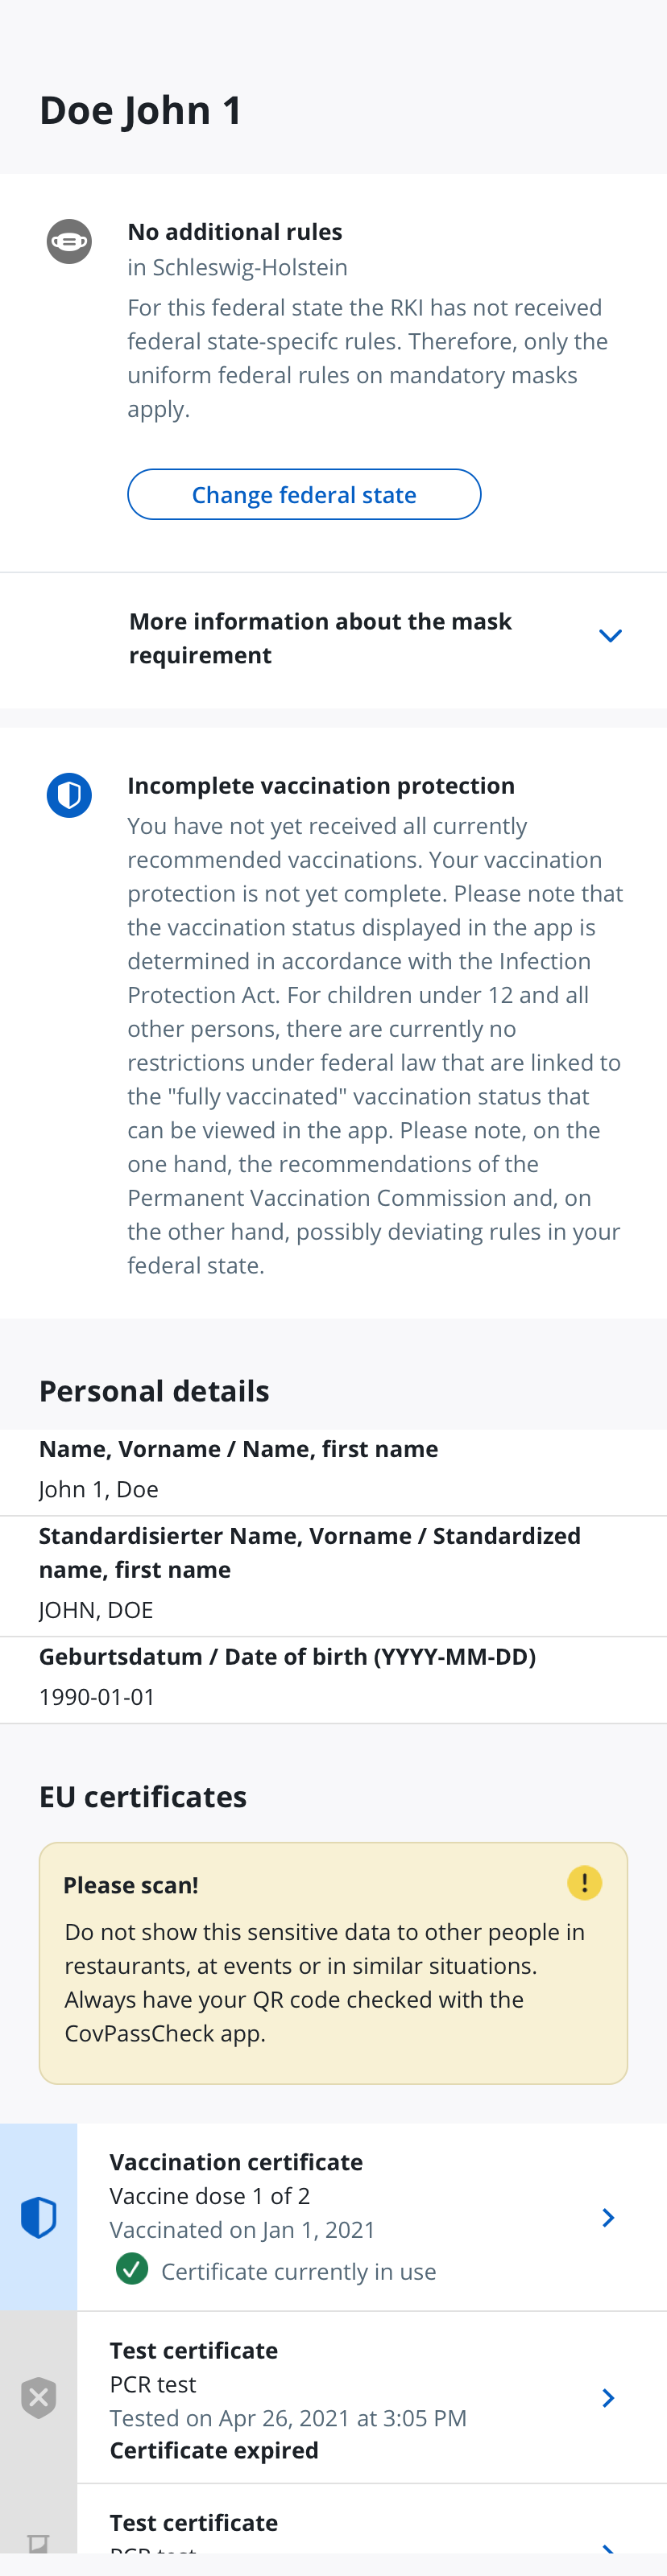 Doe John 1
No additional rules
in Schleswig-Holstein
For this federal state the RKI has not received
federal state-specifc rules. Therefore, only the
uniform federal rules on mandatory masks
apply.
Change federal state
More information about the mask
requirement
Incomplete vaccination protection
You have not yet received all currently
recommended vaccinations. Your vaccination
protection is not yet complete. Please note that
the vaccination status displayed in the app is
determined in accordance with the Infection
Protection Act. For children under 12 and all
other persons, there are currently no
restrictions under federal law that are linked to
the "fully vaccinated" vaccination status that
can be viewed in the app. Please note, on the
one hand, the recommendations of the
Permanent Vaccination Commission and, on
the other hand, possibly deviating rules in your
federal state.
Personal details
Name, Vorname / Name, first name
John 1, Doe
Standardisierter Name, Vorname / Standardized
name, first name
JOHN, DOE
Geburtsdatum / Date of birth (YYYY-MM-DD)
1990-01-01
EU certificates
Please scan!
Do not show this sensitive data to other people in
restaurants, at events or in similar situations.
Always have your QR code checked with the
CovPassCheck app.
Vaccination certificate
Vaccine dose 1 of 2
Vaccinated on Jan 1, 2021
Certificate currently in use
Test certificate
PCR test
Tested on Apr 26, 2021 at 3:05 PM
Certificate expired
Test certificate
PCR test